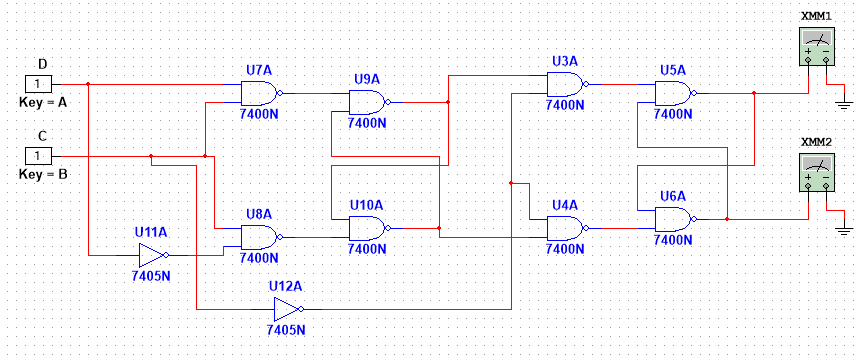 XMM1
D
U7A
U9A
U3A
U5A
1
Key = A
7400N
7400N
7400N
7400N
C
XMM2
1
Key = B
U8A
U10A
U4A
U6A
U11A
7400N
7400N
7400N
7400N
7405N
U12A
7405N